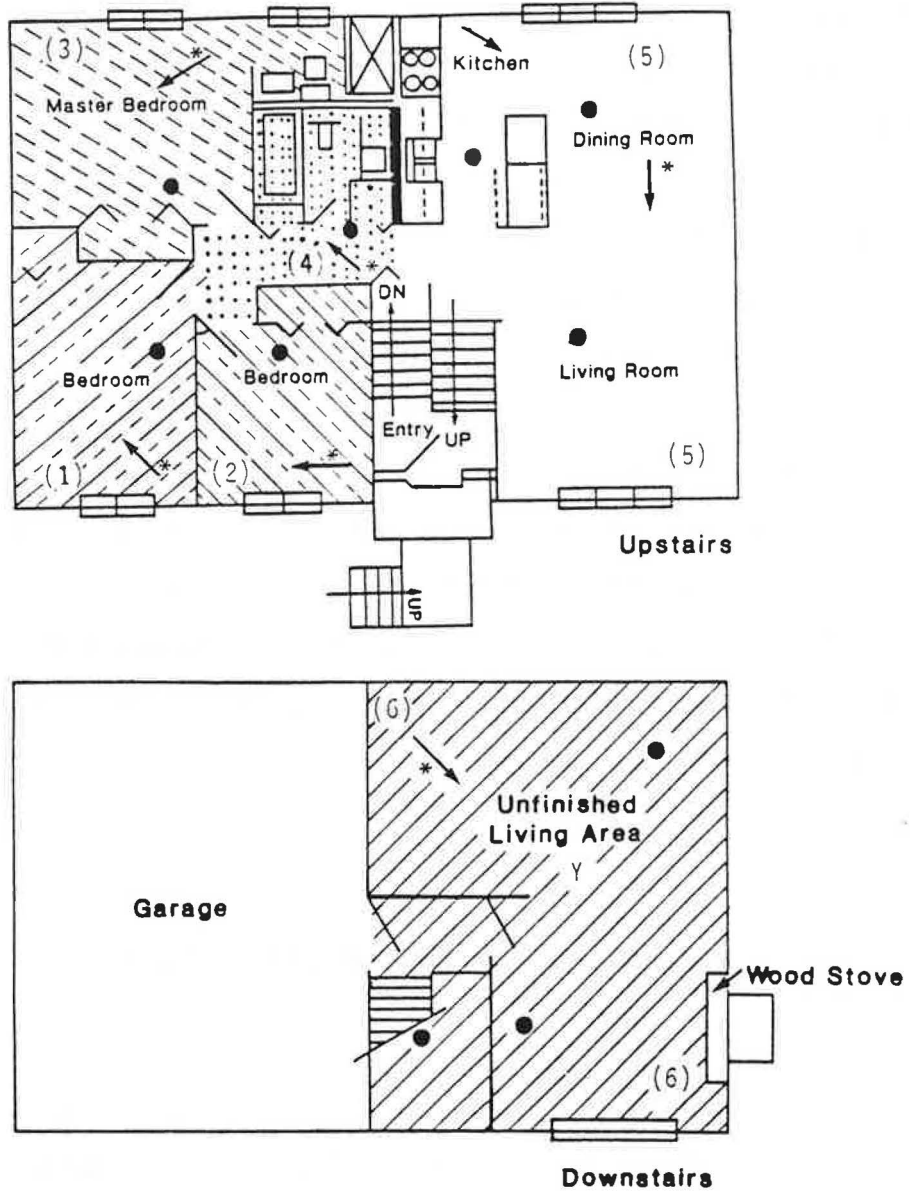 (3)
*
Master Bedroom
Kitchen
(5)
Dining Room
*
(4)
*
DN
Bedroom
Bedroom
Living Room
Entry
UP
(1)
*
(2)
*
(5)
Upstairs
UP
(6)
*
Unfinished
Living Area
Y
Garage
Wood Stove
(6)
Downstairs